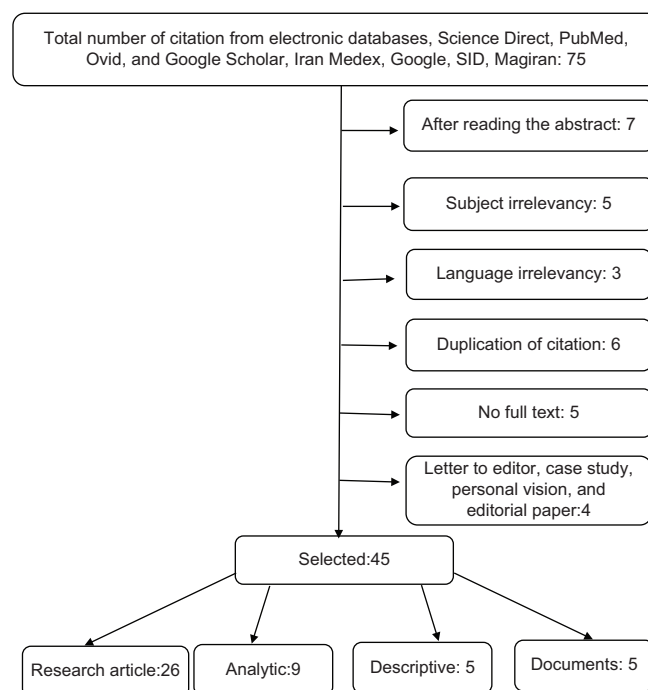 Total number of citation from electronic databases, Science Direct, PubMed,
Ovid, and Google Scholar, Iran Medex, Google, SID, Magiran: 75
After reading the abstract: 7
Subject irrelevancy: 5
Language irrelevancy: 3
Duplication of citation: 6
No full text: 5
Letter to editor, case study,
personal vision, and
editorial paper:4
Selected:45
Research article:26
Analytic:9
Descriptive: 5
Documents: 5